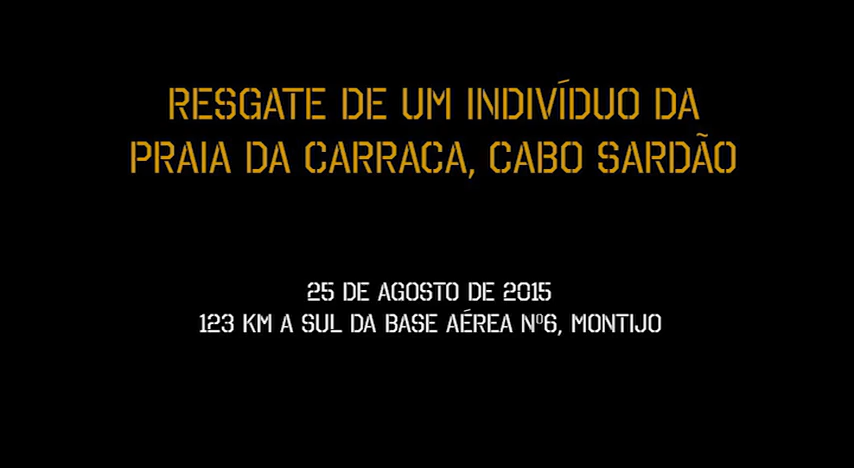 RESGATE DE UM INDIVÍDUO DA
PRAIA DA CARRACA, CABO SARDÃO
25 DE AGOSTO DE 2015
123 KM A SUL DA BASE AÉREA Nº6, MONTIJO